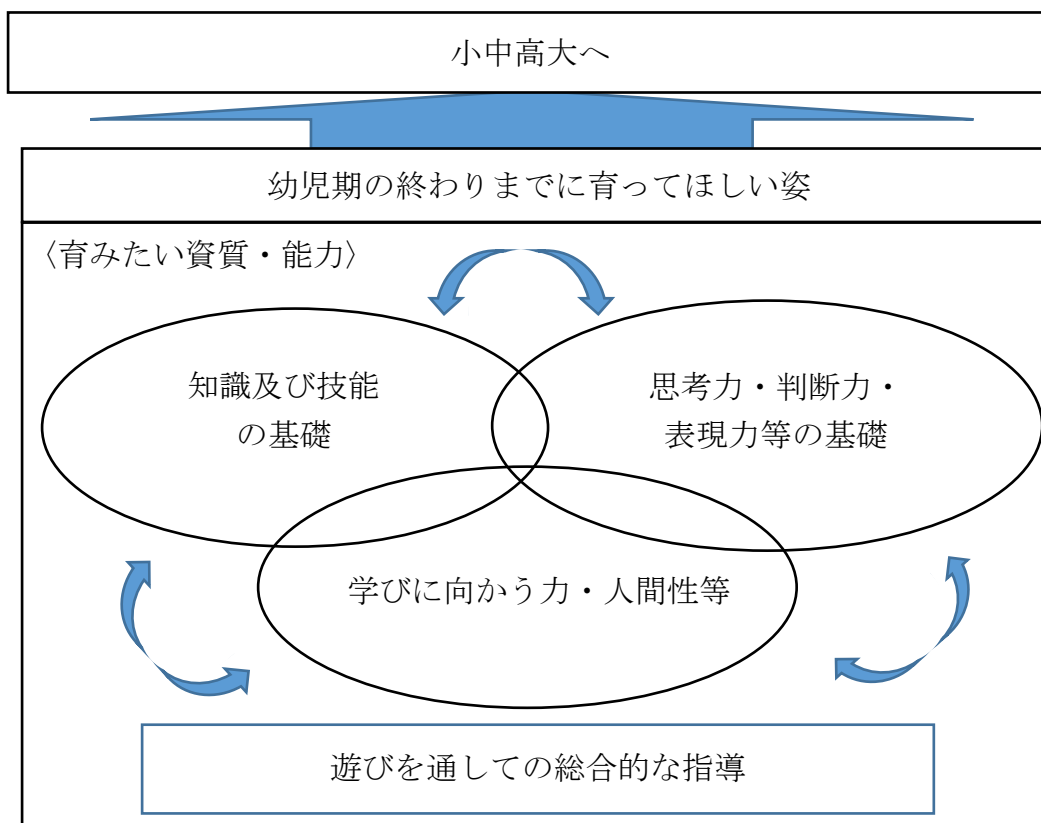 小中高大へ
幼児期の終わりまでに育ってほしい姿
〈育みたい資質・能力〉
知識及び技能
の基礎
思考力・判断力・
表現力等の基礎
学びに向かう力・人間性等
遊びを通しての総合的な指導